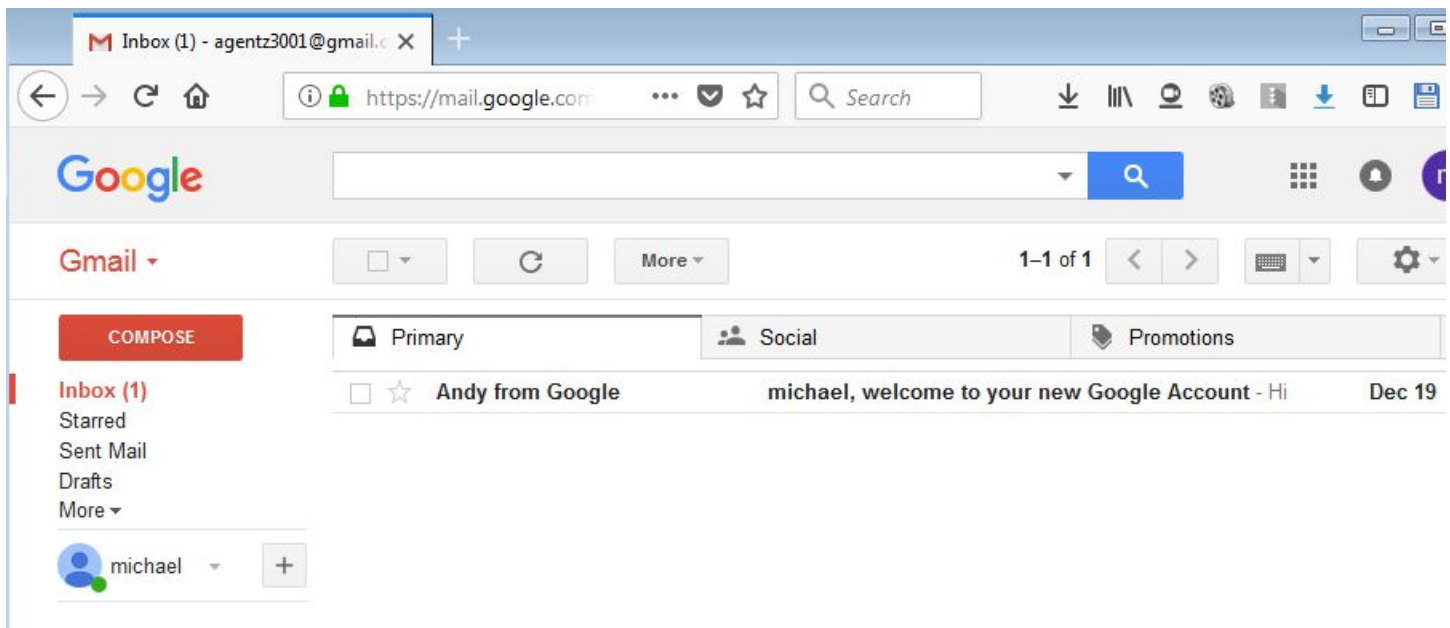 Inbox (1) - agentz3001@gmail.c
https://mail.google.com
Search
Google
Gmail
More
1–1 of 1
COMPOSE
Primary
Social
Promotions
Inbox (1)
Andy from Google michael, welcome to your new Google Account - Hi Dec 19
Starred
Sent Mail
Drafts
More
michael